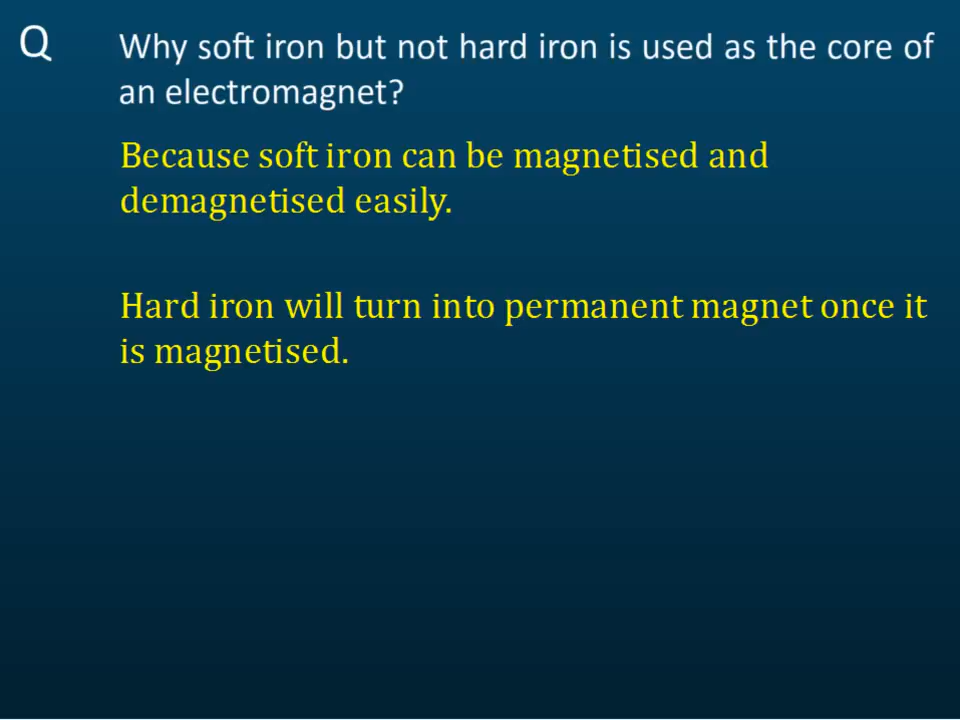 Q Why soft iron but not hard iron is used as the core of
an electromagnet?
Because soft iron can be magnetised and
demagnetised easily.
Hard iron will turn into permanent magnet once it
is magnetised.